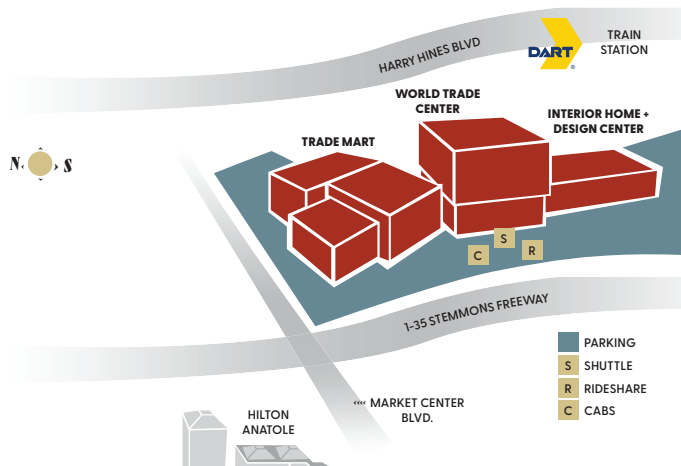 HARRY HINES BLVD
DART
®
TRAIN
STATION
WORLD TRADE
CENTER
INTERIOR HOME +
DESIGN CENTER
TRADE MART
N S
S
C
R
1-35 STEMMONS FREEWAY
PARKING
S SHUTTLE
R RIDESHARE
C CABS
‹‹‹‹ MARKET CENTER
BLVD.
HILTON
ANATOLE